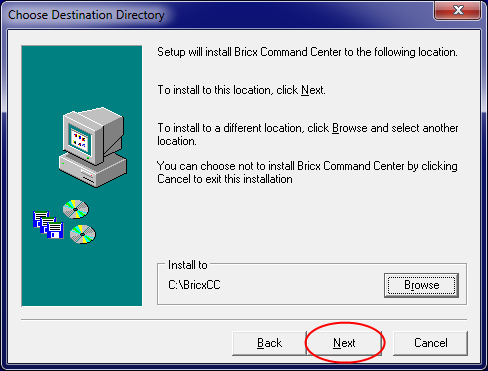 Choose Destination Directory
Setup will install Bricx Command Center to the following location.
To install to this location, click Next.
To install to a different location, click Browse and select another
location.
You can choose not to install Bricx Command Center by clicking
Cancel to exit this installation
Install to
C:\BricxCC
Browse
Back
Next
Cancel